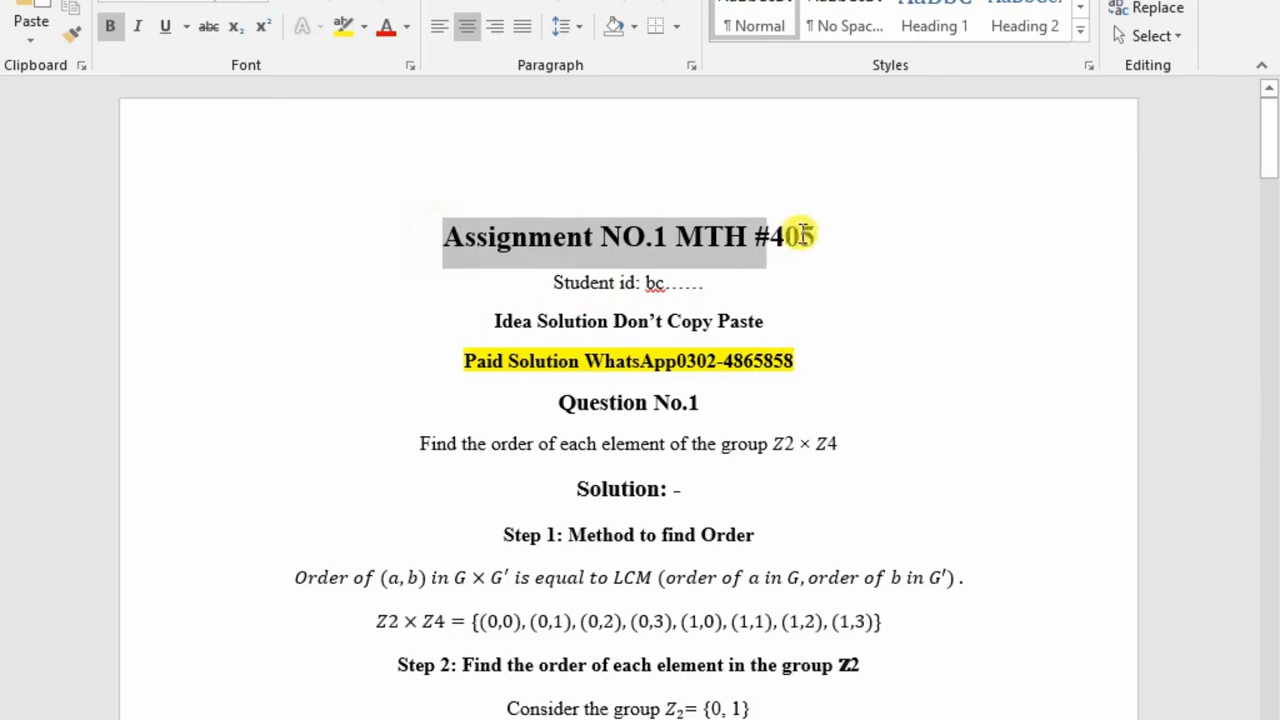 Replace
Paste
B I U abc x₂ x² A ab A
¶ Normal ¶ No Spac... Heading 1 Heading 2
Select
Clipboard Font Paragraph Styles Editing
Assignment NO.1 MTH #405
Student id: bc……
Idea Solution Don’t Copy Paste
Paid Solution WhatsApp0302-4865858
Question No.1
Find the order of each element of the group Z2 × Z4
Solution: -
Step 1: Method to find Order
Order of (a, b) in G × G′ is equal to LCM (order of a in G, order of b in G′) .
Z2 × Z4 = {(0,0), (0,1), (0,2), (0,3), (1,0), (1,1), (1,2), (1,3)}
Step 2: Find the order of each element in the group Z2
Consider the group Z₂= {0, 1}